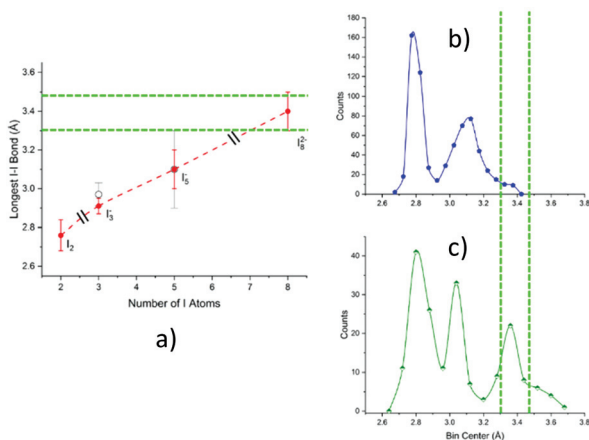 Longest I-I Bond (Å)
3.6
3.4
3.2
3.0
2.8
2.6
I₂
I₃⁻
I₅⁻
I₈²⁻
2 3 4 5 6 7 8
Number of I Atoms
a)
b)
Counts
180
160
140
120
100
80
60
40
20
0
2.6 2.8 3.0 3.2 3.4 3.6 3.8
c)
Counts
40
30
20
10
0
2.6 2.8 3.0 3.2 3.4 3.6 3.8
Bin Center (Å)